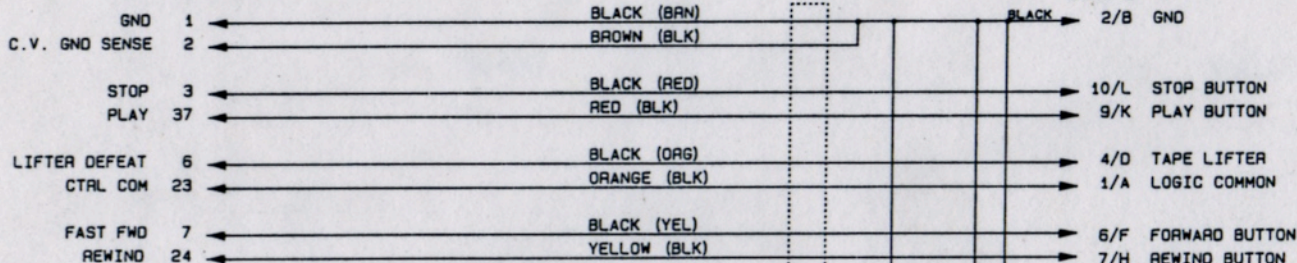 GND 1 BLACK (BRN) BLACK 2/B GND
C.V. GND SENSE 2 BROWN (BLK)
STOP 3 BLACK (RED) 10/L STOP BUTTON
PLAY 37 RED (BLK) 9/K PLAY BUTTON
LIFTER DEFEAT 6 BLACK (ORG) 4/D TAPE LIFTER
CTRL COM 23 ORANGE (BLK) 1/A LOGIC COMMON
FAST FWD 7 BLACK (YEL) 6/F FORWARD BUTTON
REWIND 24 YELLOW (BLK) 7/H REWIND BUTTON